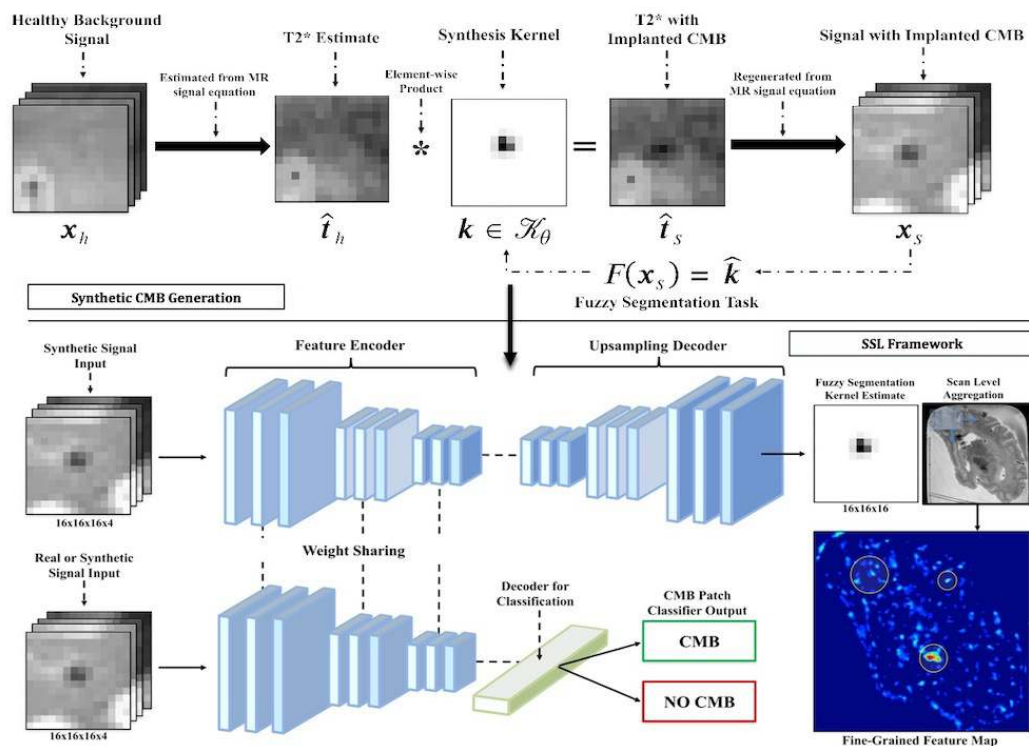 Healthy Background
Signal
T2* Estimate
Synthesis Kernel
T2* with
Implanted CMB
Signal with Implanted CMB
Estimated from MR
signal equation
Element-wise
Product
*
=
Regenerated from
MR signal equation
x_h
t̂_h
k ∈ 𝒦_θ
t̂_s
x_s
F(x_s) = k̂
Fuzzy Segmentation Task
Synthetic CMB Generation
SSL Framework
Synthetic Signal
Input
Feature Encoder
Upsampling Decoder
Fuzzy Segmentation
Kernel Estimate
Scan Level
Aggregation
16x16x16x4
16x16x16
Real or Synthetic
Signal Input
Weight Sharing
Decoder for
Classification
CMB Patch
Classifier Output
CMB
NO CMB
16x16x16x4
Fine-Grained Feature Map